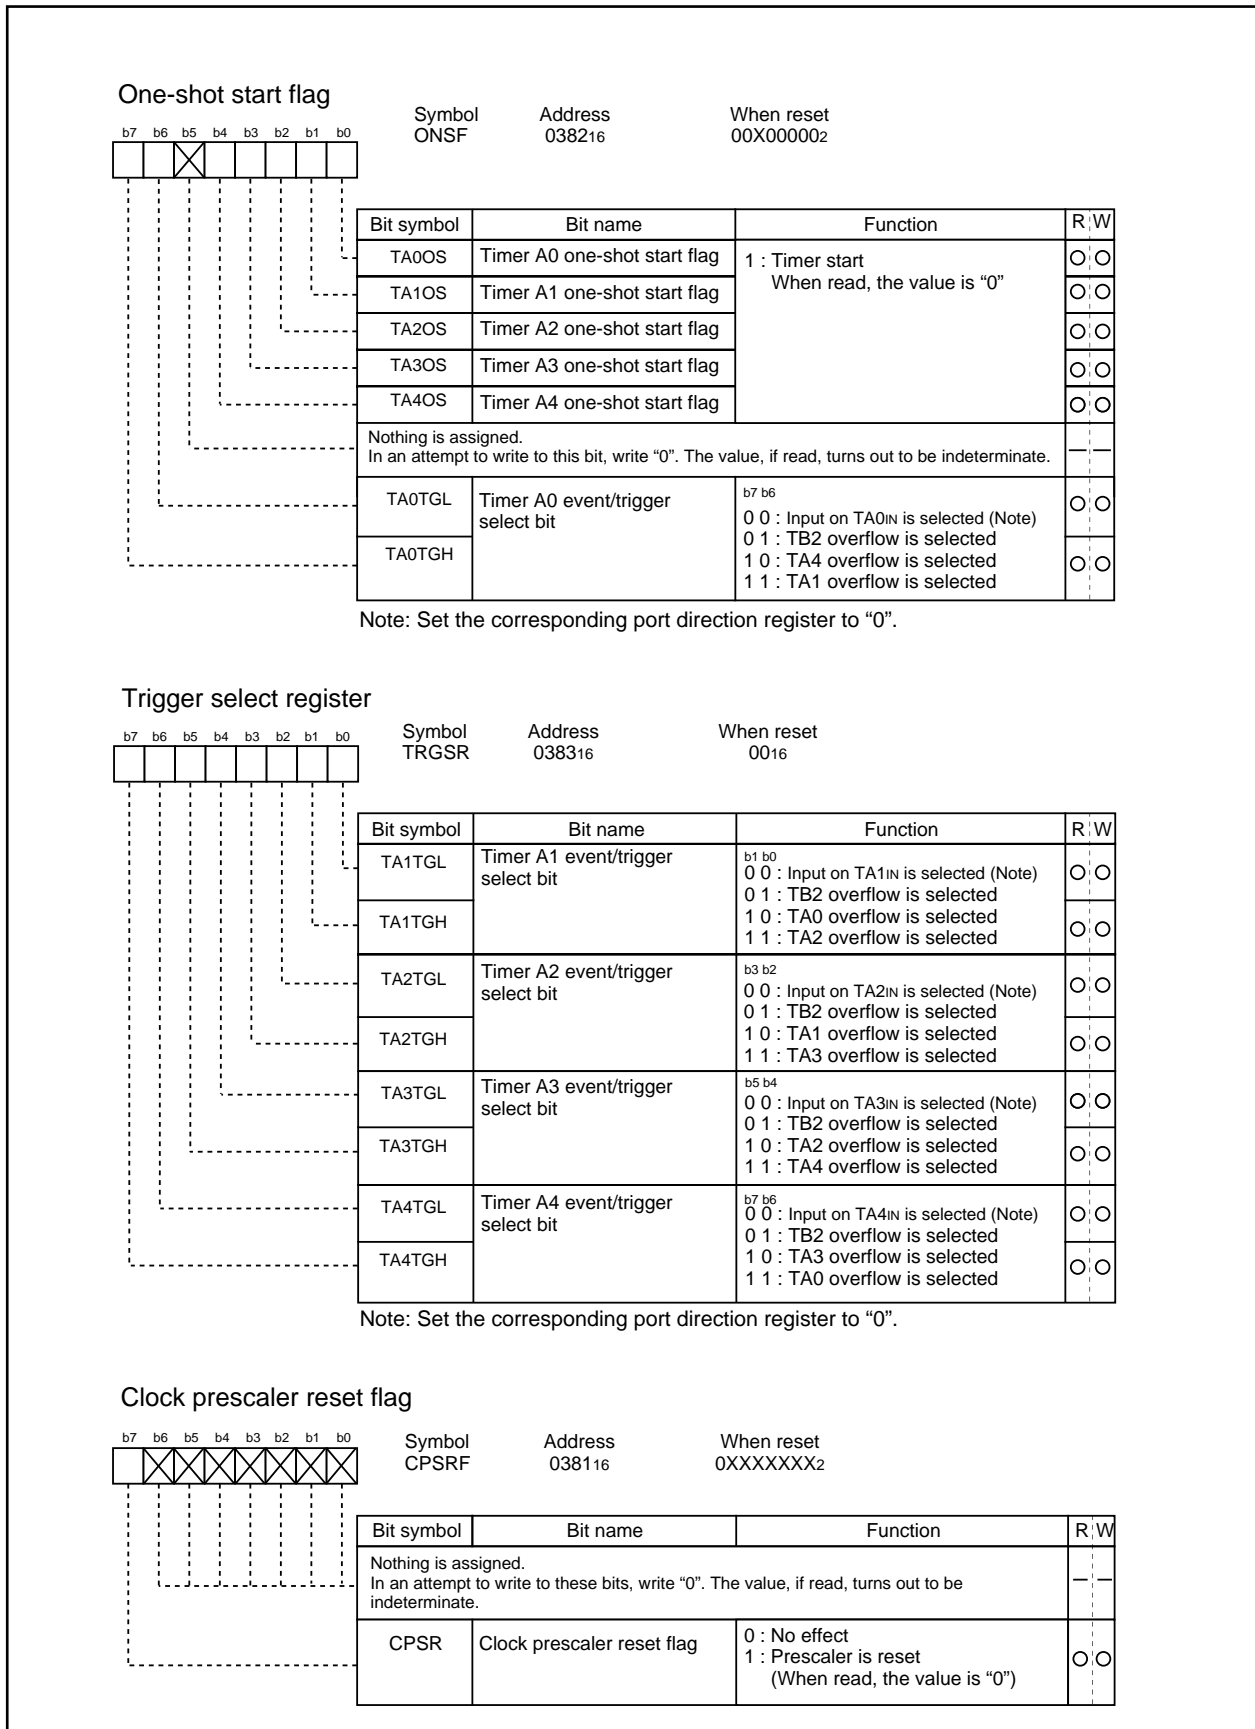 One-shot start flag
Symbol Address When reset
ONSF 038216 00X000002
b7 b6 b5 b4 b3 b2 b1 b0
Bit symbol Bit name Function R W
TA0OS Timer A0 one-shot start flag 1 : Timer start
When read, the value is “0”
TA1OS Timer A1 one-shot start flag
TA2OS Timer A2 one-shot start flag
TA3OS Timer A3 one-shot start flag
TA4OS Timer A4 one-shot start flag
Nothing is assigned.
In an attempt to write to this bit, write “0”. The value, if read, turns out to be indeterminate.
TA0TGL Timer A0 event/trigger select bit
TA0TGH
b7 b6
0 0 : Input on TA0IN is selected (Note)
0 1 : TB2 overflow is selected
1 0 : TA4 overflow is selected
1 1 : TA1 overflow is selected
Note: Set the corresponding port direction register to “0”.
Trigger select register
Symbol Address When reset
TRGSR 038316 0016
b7 b6 b5 b4 b3 b2 b1 b0
Bit symbol Bit name Function R W
TA1TGL Timer A1 event/trigger select bit
TA1TGH
b1 b0
0 0 : Input on TA1IN is selected (Note)
0 1 : TB2 overflow is selected
1 0 : TA0 overflow is selected
1 1 : TA2 overflow is selected
TA2TGL Timer A2 event/trigger select bit
TA2TGH
b3 b2
0 0 : Input on TA2IN is selected (Note)
0 1 : TB2 overflow is selected
1 0 : TA1 overflow is selected
1 1 : TA3 overflow is selected
TA3TGL Timer A3 event/trigger select bit
TA3TGH
b5 b4
0 0 : Input on TA3IN is selected (Note)
0 1 : TB2 overflow is selected
1 0 : TA2 overflow is selected
1 1 : TA4 overflow is selected
TA4TGL Timer A4 event/trigger select bit
TA4TGH
b7 b6
0 0 : Input on TA4IN is selected (Note)
0 1 : TB2 overflow is selected
1 0 : TA3 overflow is selected
1 1 : TA0 overflow is selected
Note: Set the corresponding port direction register to “0”.
Clock prescaler reset flag
Symbol Address When reset
CPSRF 038116 0XXXXXXX2
b7 b6 b5 b4 b3 b2 b1 b0
Bit symbol Bit name Function R W
Nothing is assigned.
In an attempt to write to these bits, write “0”. The value, if read, turns out to be
indeterminate.
CPSR Clock prescaler reset flag 0 : No effect
1 : Prescaler is reset
(When read, the value is “0”)